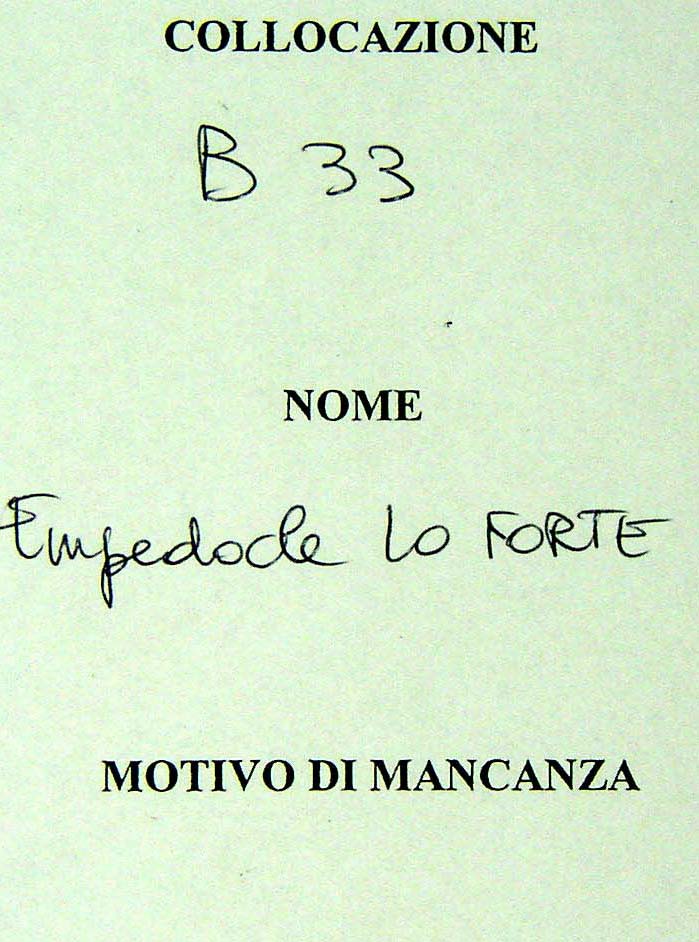 COLLOCAZIONE
B 33
NOME
Empedocle Lo FORTE
MOTIVO DI MANCANZA